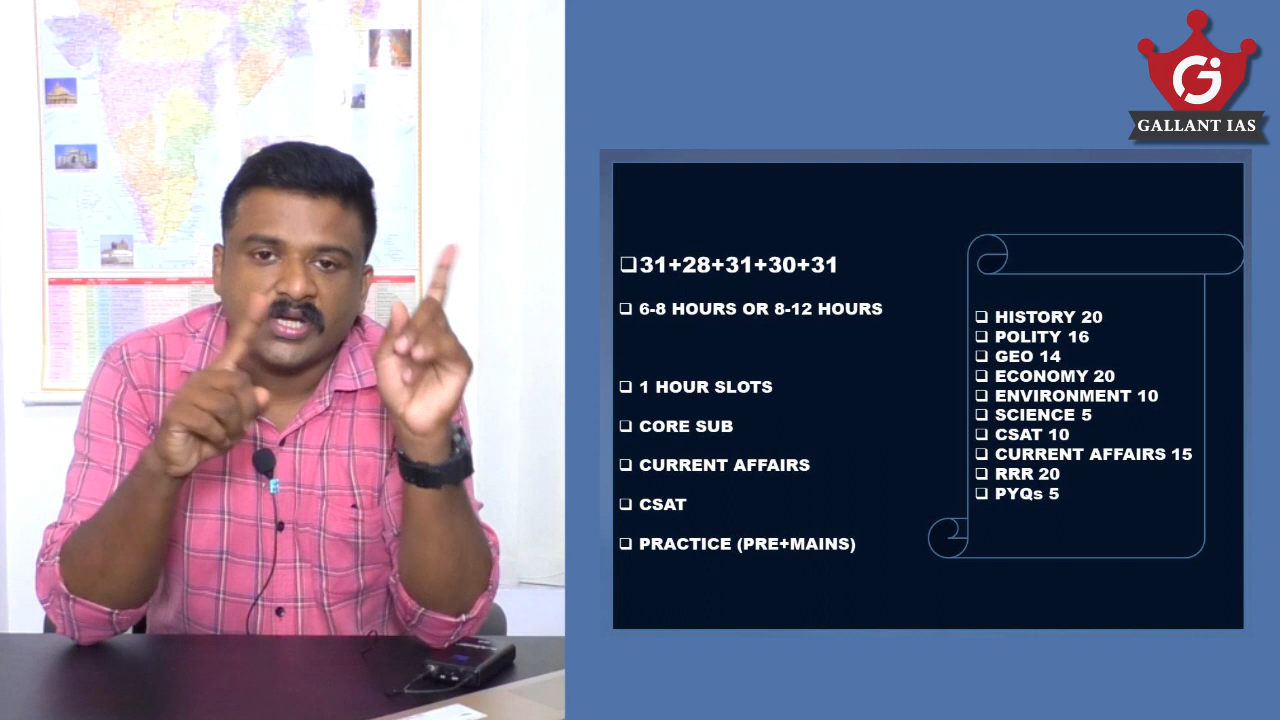 GALLANT IAS
❑31+28+31+30+31
❑ 6-8 HOURS OR 8-12 HOURS
❑ 1 HOUR SLOTS
❑ CORE SUB
❑ CURRENT AFFAIRS
❑ CSAT
❑ PRACTICE (PRE+MAINS)
❑ HISTORY 20
❑ POLITY 16
❑ GEO 14
❑ ECONOMY 20
❑ ENVIRONMENT 10
❑ SCIENCE 5
❑ CSAT 10
❑ CURRENT AFFAIRS 15
❑ RRR 20
❑ PYQs 5